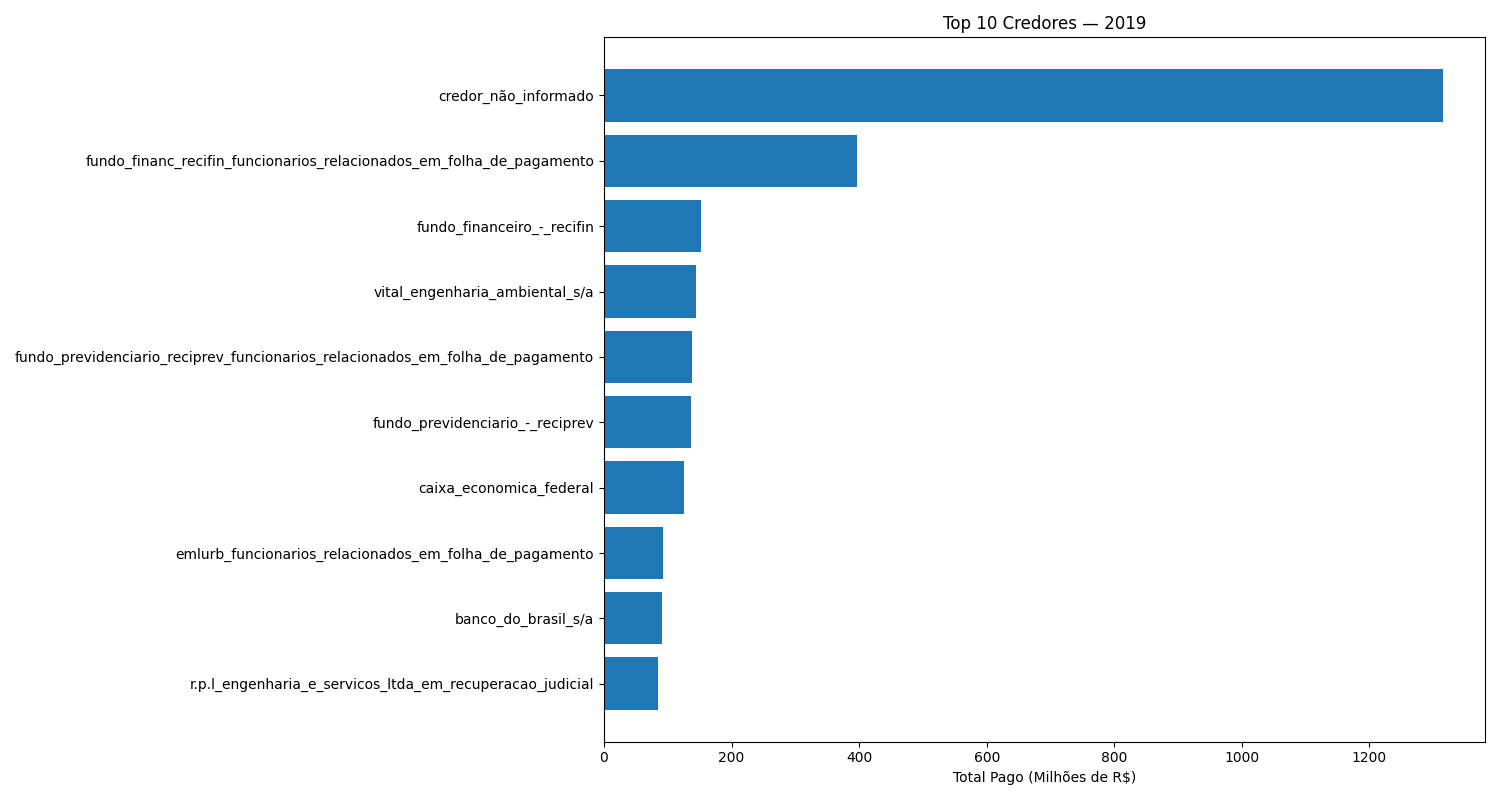 Top 10 Credores — 2019
credor_não_informado
fundo_financ_recifin_funcionarios_relacionados_em_folha_de_pagamento
fundo_financeiro_-_recifin
vital_engenharia_ambiental_s/a
fundo_previdenciario_reciprev_funcionarios_relacionados_em_folha_de_pagamento
fundo_previdenciario_-_reciprev
caixa_economica_federal
emlurb_funcionarios_relacionados_em_folha_de_pagamento
banco_do_brasil_s/a
r.p.l_engenharia_e_servicos_ltda_em_recuperacao_judicial
0 200 400 600 800 1000 1200
Total Pago (Milhões de R$)